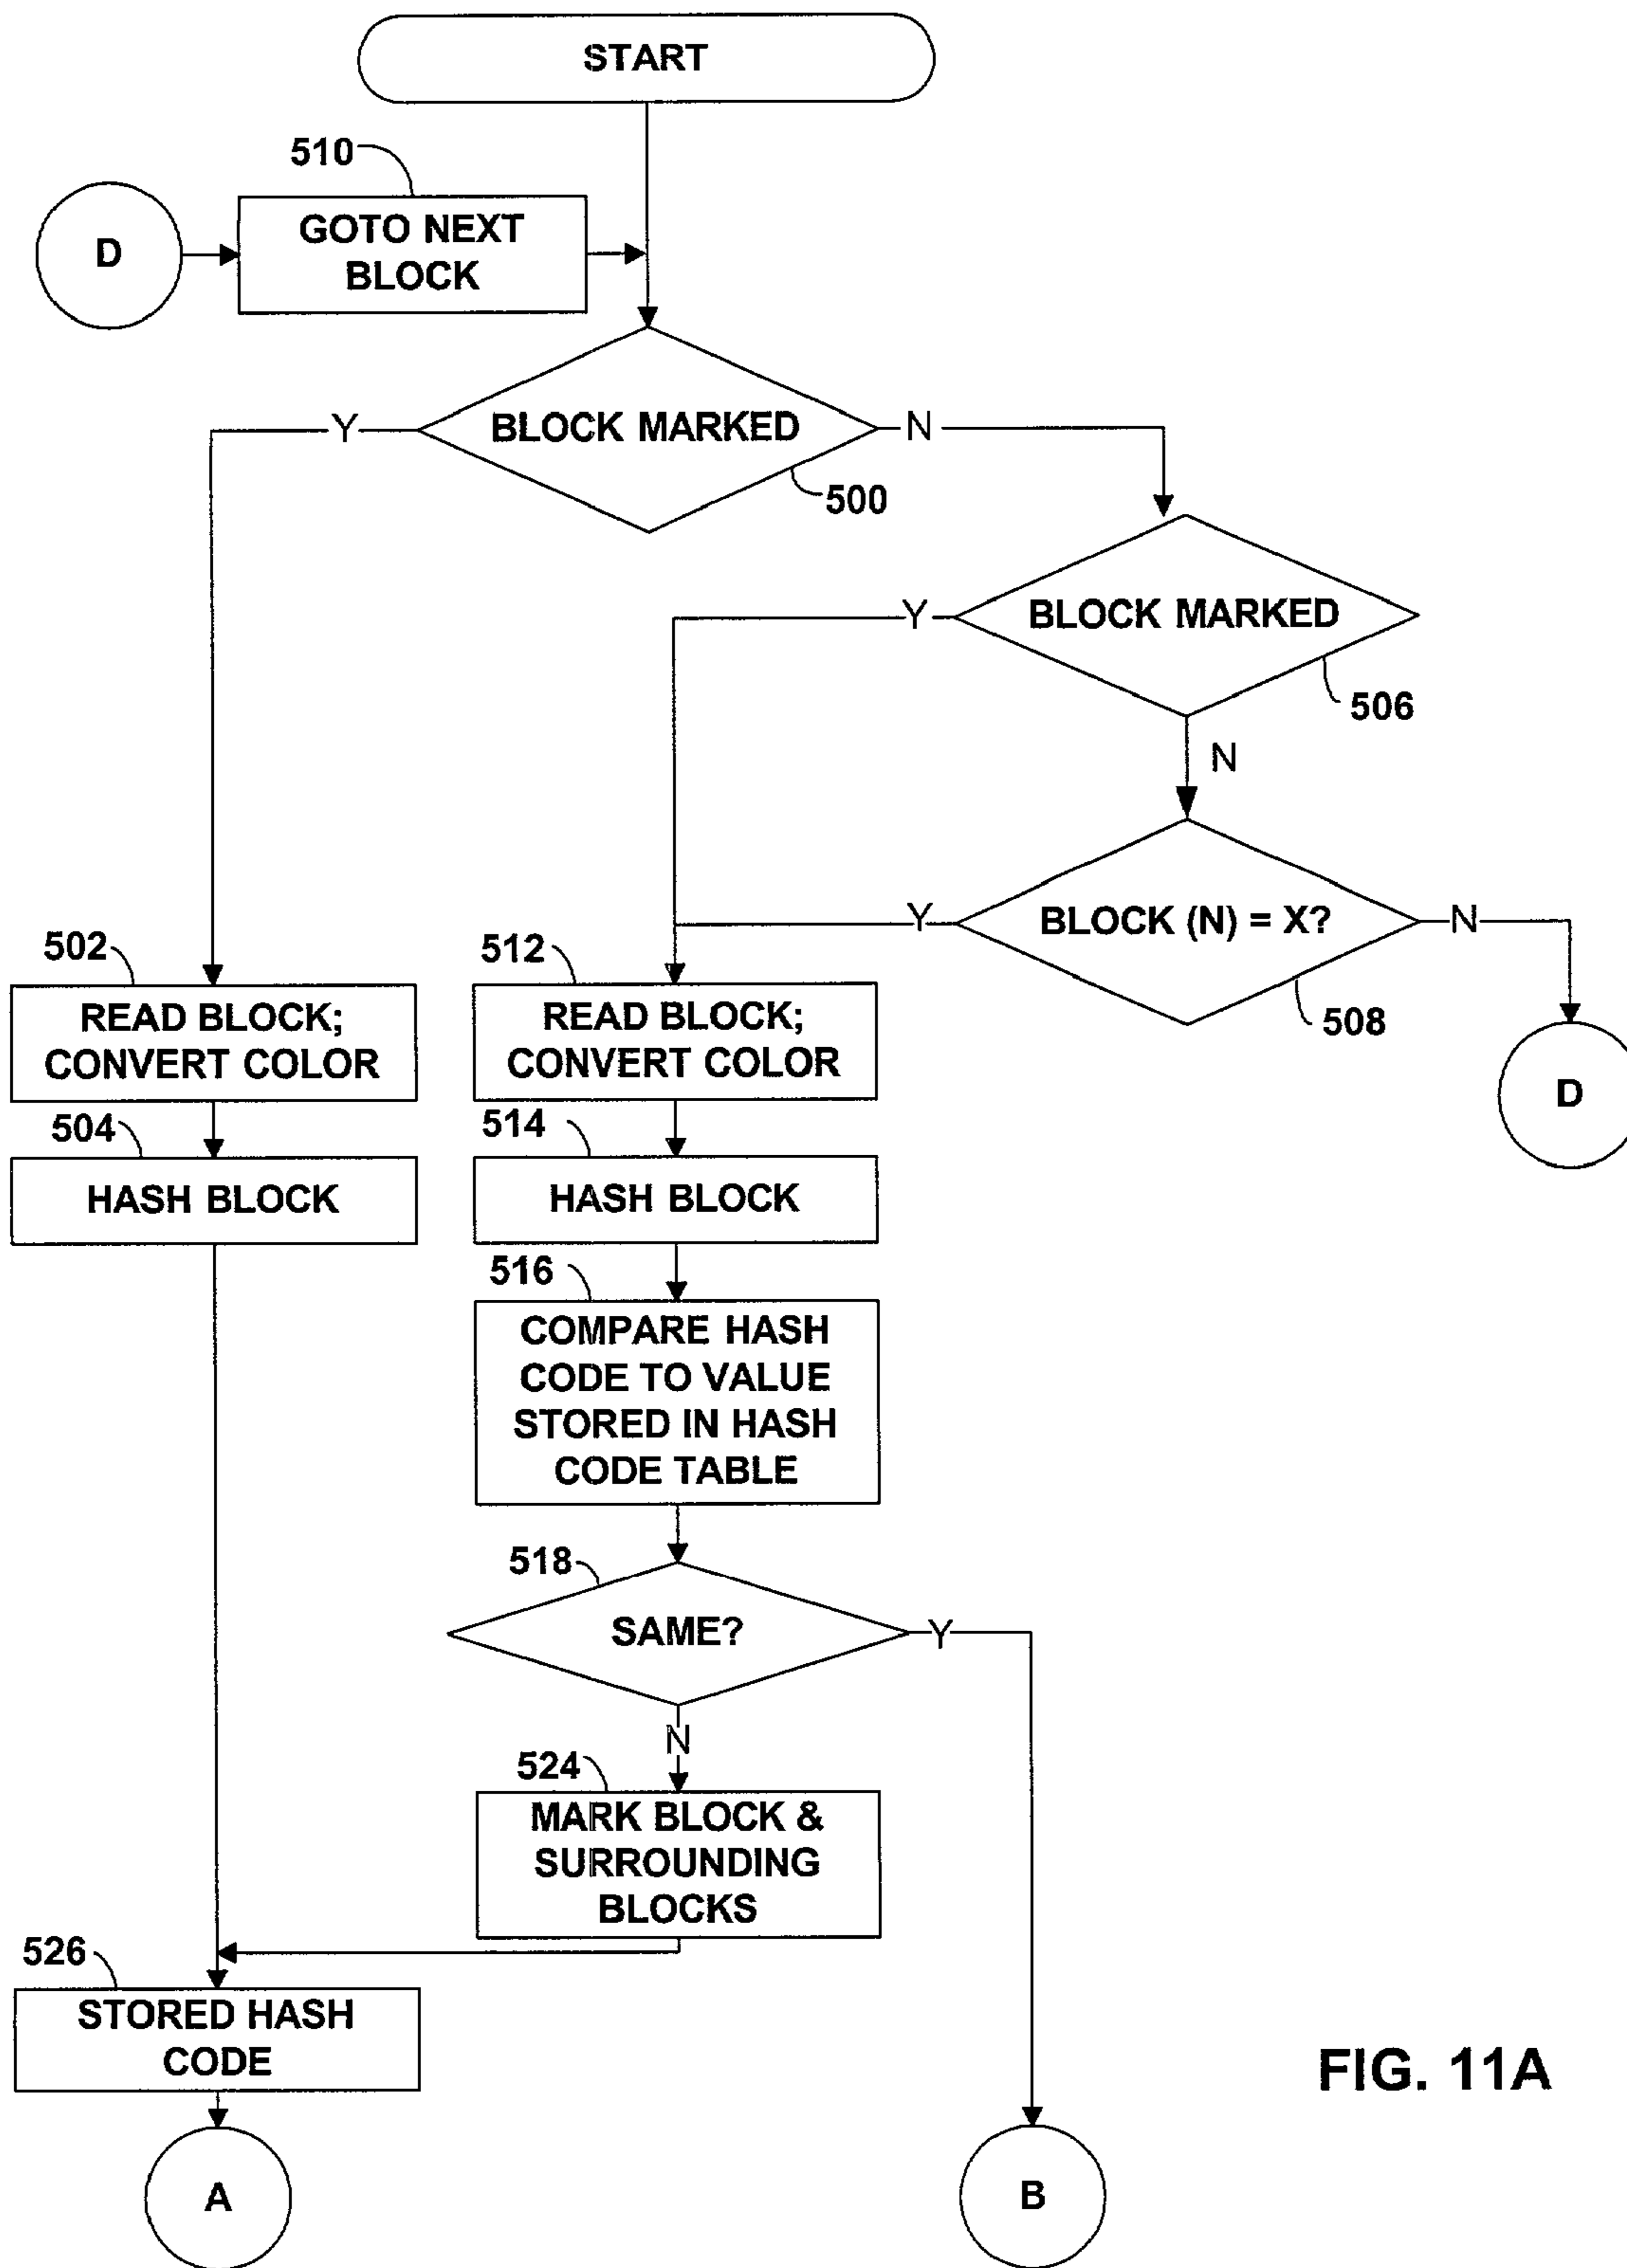 START
510
D
GOTO NEXT
BLOCK
Y
BLOCK MARKED
N
500
Y
BLOCK MARKED
506
N
Y
BLOCK (N) = X?
N
508
D
502
READ BLOCK;
CONVERT COLOR
512
READ BLOCK;
CONVERT COLOR
504
HASH BLOCK
514
HASH BLOCK
516
COMPARE HASH
CODE TO VALUE
STORED IN HASH
CODE TABLE
518
SAME?
Y
N
524
MARK BLOCK &
SURROUNDING
BLOCKS
526
STORED HASH
CODE
A
B
FIG. 11A